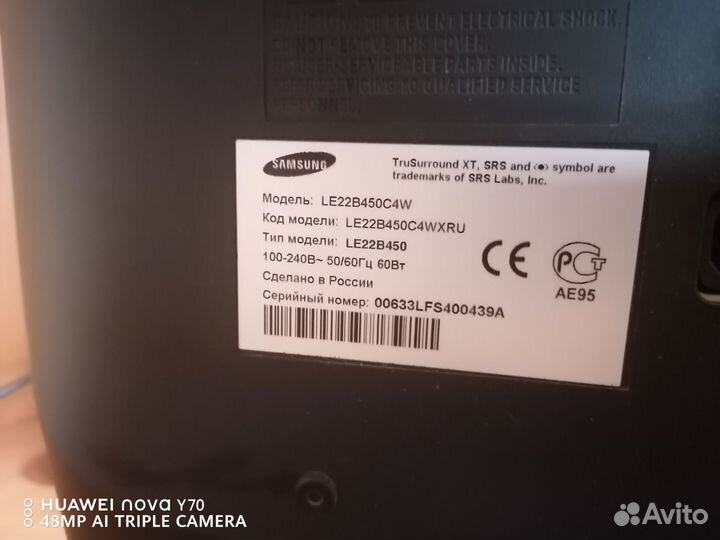 CAUTION: TO PREVENT ELECTRICAL SHOCK,
DO NOT REMOVE THIS COVER.
NO USER SERVICEABLE PARTS INSIDE.
REFER SERVICING TO QUALIFIED SERVICE
PERSONNEL.
SAMSUNG
TruSurround XT, SRS and (●) symbol are
trademarks of SRS Labs, Inc.
Модель: LE22B450C4W
Код модели: LE22B450C4WXRU
Тип модели: LE22B450
100-240В~ 50/60Гц 60Вт
Сделано в России
Серийный номер: 00633LFS400439A
CE
РСТ
AE95
HUAWEI nova Y70
48MP AI TRIPLE CAMERA
Avito